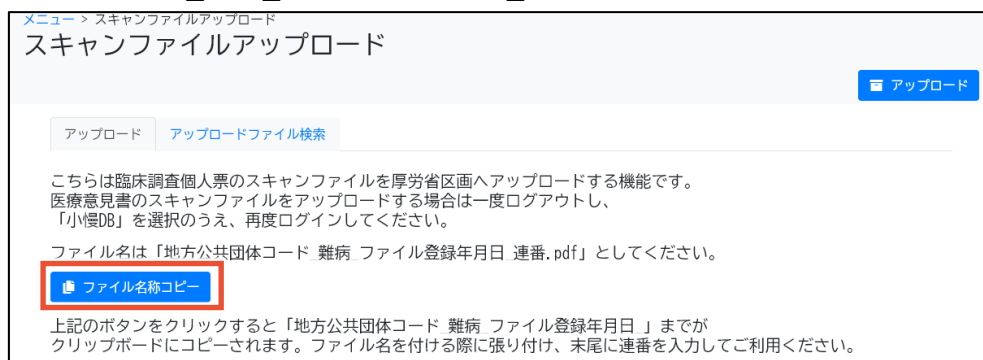 メニュー > スキャンファイルアップロード
スキャンファイルアップロード
アップロード
アップロード アップロードファイル検索
こちらは臨床調査個人票のスキャンファイルを厚労省区画へアップロードする機能です。
医療意見書のスキャンファイルをアップロードする場合は一度ログアウトし、
「小慢DB」を選択のうえ、再度ログインしてください。
ファイル名は「地方公共団体コード_難病_ファイル登録年月日_連番.pdf」としてください。
ファイル名称コピー
上記のボタンをクリックすると「地方公共団体コード_難病_ファイル登録年月日_」までが
クリップボードにコピーされます。ファイル名を付ける際に張り付け、末尾に連番を入力してご利用ください。